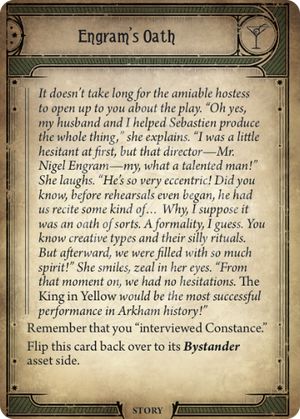 Engram's Oath
It doesn't take long for the amiable hostess
to open up to you about the play. “Oh yes,
my husband and I helped Sebastien produce
the whole thing,” she explains. “I was a little
hesitant at first, but that director—Mr.
Nigel Engram—my, what a talented man!”
She laughs. “He's so very eccentric! Did you
know, before rehearsals even began, he had
us recite some kind of… Why, I suppose it
was an oath of sorts. A formality, I guess. You
know creative types and their silly rituals.
But afterward, we were filled with so much
spirit!” She smiles, zeal in her eyes. “From
that moment on, we had no hesitations. The
King in Yellow would be the most successful
performance in Arkham history!”
Remember that you “interviewed Constance.”
Flip this card back over to its Bystander
asset side.
STORY